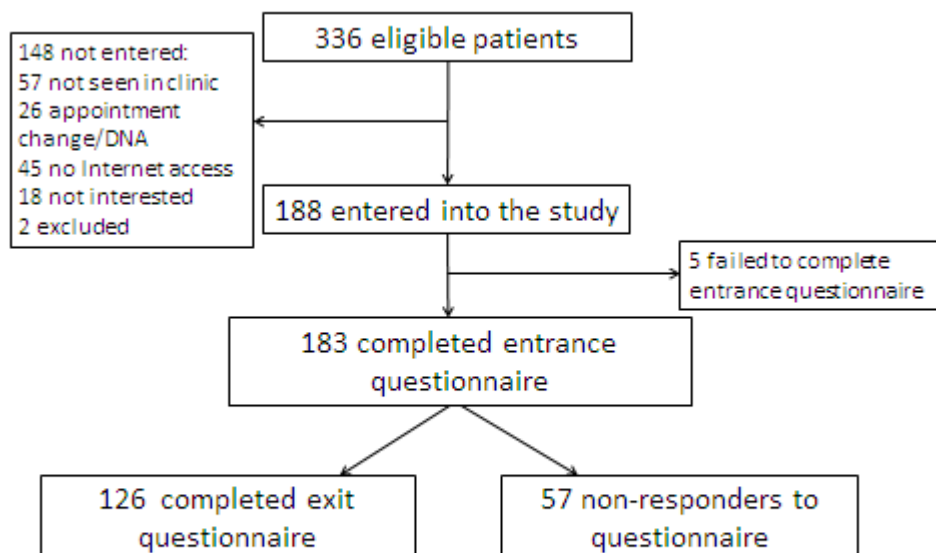 336 eligible patients
148 not entered:
57 not seen in clinic
26 appointment
change/DNA
45 no Internet access
18 not interested
2 excluded
188 entered into the study
5 failed to complete
entrance questionnaire
183 completed entrance
questionnaire
126 completed exit
questionnaire
57 non-responders to
questionnaire